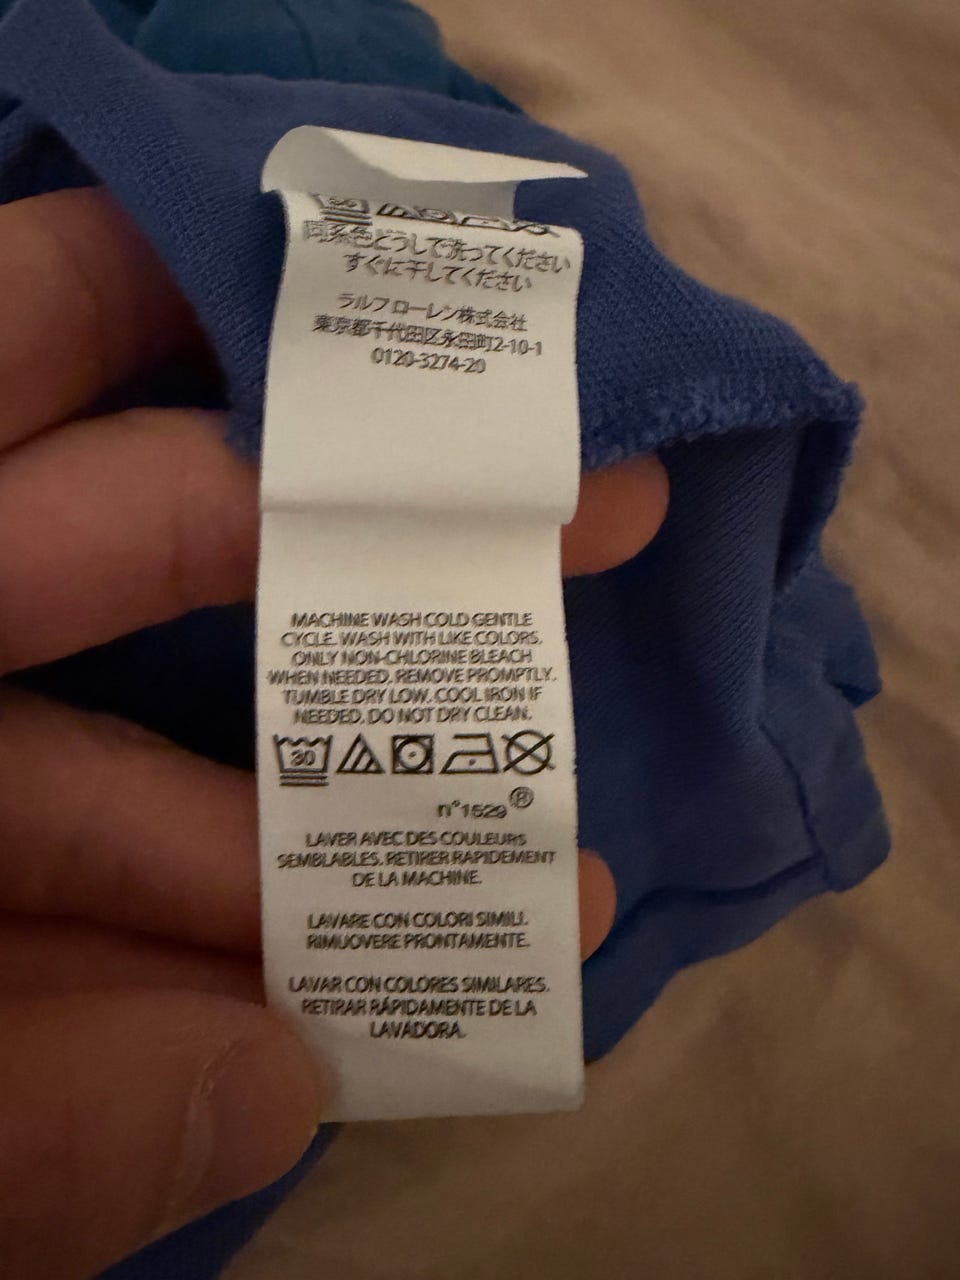 30
同系色どうしで洗ってください
すぐに干してください
ラルフ ローレン株式会社
東京都千代田区永田町2-10-1
0120-3274-20
MACHINE WASH COLD GENTLE
CYCLE. WASH WITH LIKE COLORS.
ONLY NON-CHLORINE BLEACH
WHEN NEEDED. REMOVE PROMPTLY.
TUMBLE DRY LOW. COOL IRON IF
NEEDED. DO NOT DRY CLEAN.
30
n°1529®
LAVER AVEC DES COULEURS
SEMBLABLES. RETIRER RAPIDEMENT
DE LA MACHINE.
LAVARE CON COLORI SIMILI.
RIMUOVERE PRONTAMENTE.
LAVAR CON COLORES SIMILARES.
RETIRAR RÁPIDAMENTE DE LA
LAVADORA.